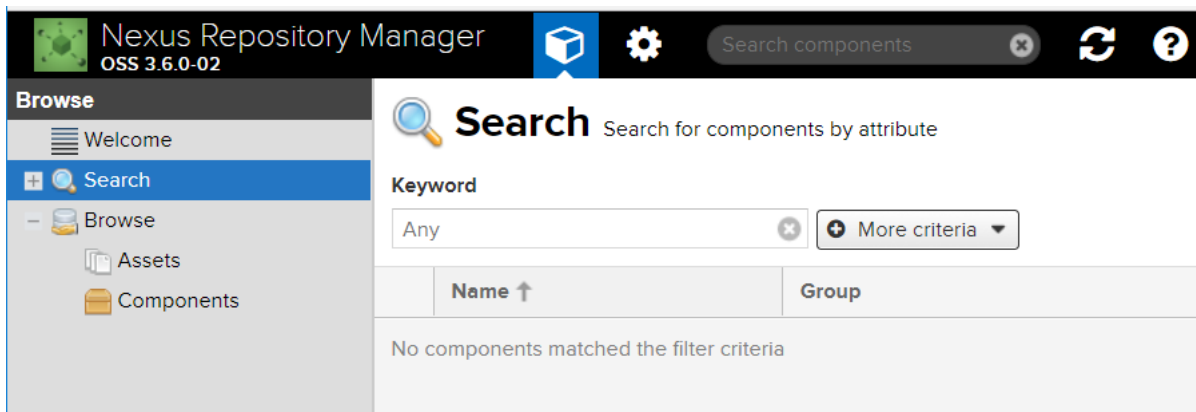 Nexus Repository Manager
OSS 3.6.0-02
Search components
Browse
Welcome
Search
Browse
Assets
Components
Search Search for components by attribute
Keyword
Any
More criteria
Name Group
No components matched the filter criteria